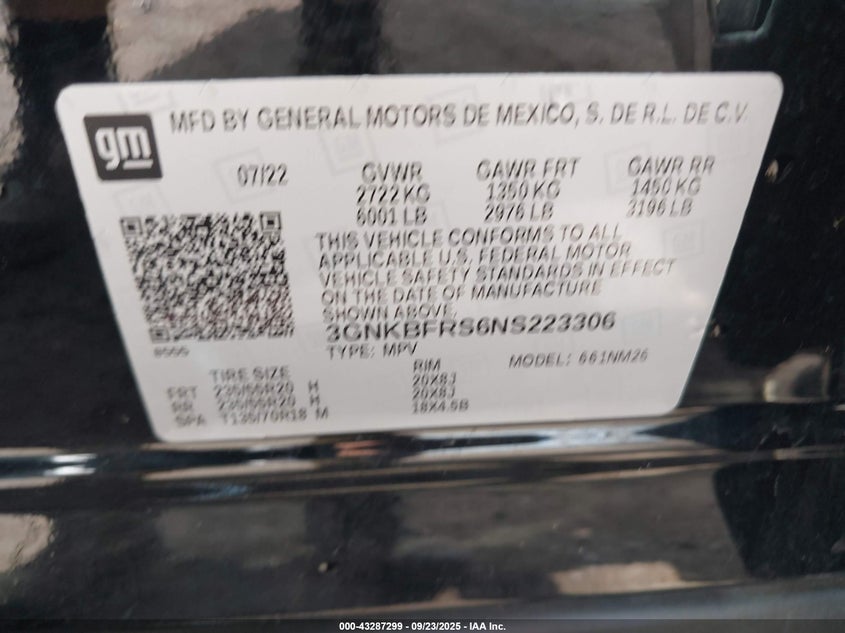 gm
MFD BY GENERAL MOTORS DE MEXICO, S. DE R.L. DE C.V.
07/22 GVWR GAWR FRT GAWR RR
2722 KG 1350 KG 1450 KG
6001 LB 2976 LB 3196 LB
THIS VEHICLE CONFORMS TO ALL
APPLICABLE U.S. FEDERAL MOTOR
VEHICLE SAFETY STANDARDS IN EFFECT
ON THE DATE OF MANUFACTURE
SHOWN ABOVE.
3GNKBFRS6NS223306
TYPE: MPV MODEL: 661NM26
TIRE SIZE RIM
FRT 235/55R20 H 20X8J
RR 235/55R20 H 20X8J
SPA T135/70R18 M 18X4.5B
000-43287299 - 09/23/2025 - IAA Inc.